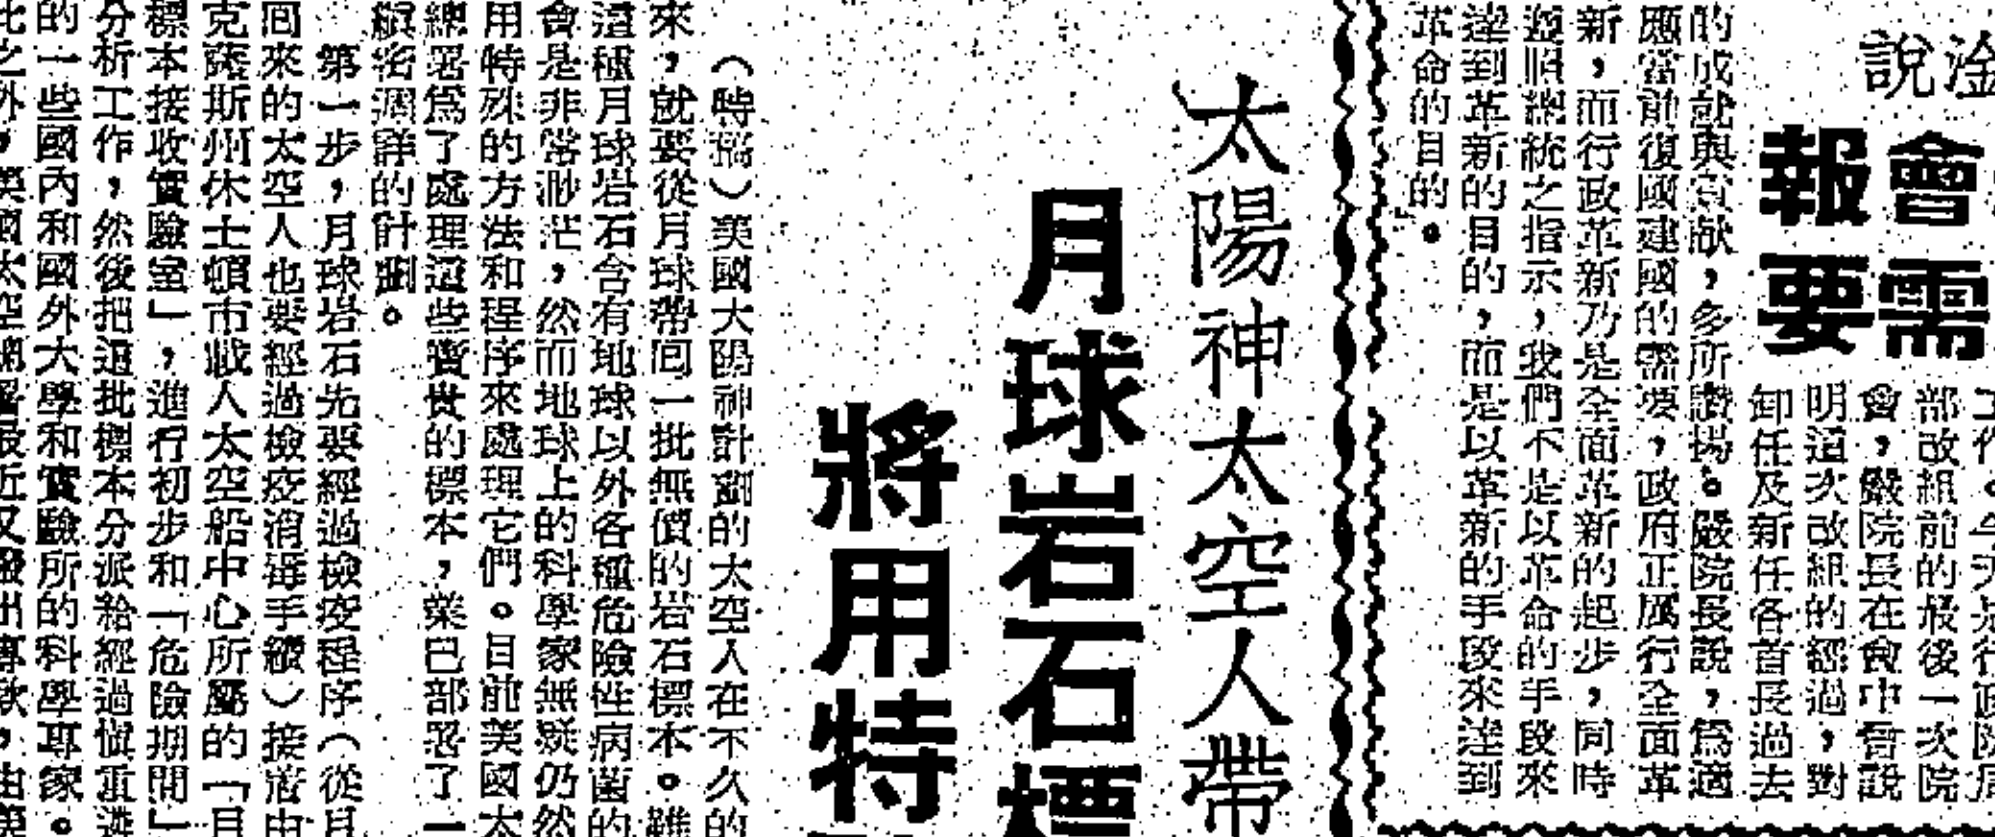 淦
說
會需
報要
工作。今天是行政院
部改組前的最後一次院
會,嚴院長在會中曾說
明這次改組的經過,對
卸任及新任各首長過去
的成就與貢献,多所讚揚。嚴院長說,爲適
應當前復國建國的需要,政府正厲行全面革
新,而行政革新乃是全面革新的起步,同時
遵照總統之指示,我們不是以革命的手段來
達到革新的目的,而是以革新的手段來達到
革命的目的。
太陽神太空人帶
月球岩石標
將用特
(特稿)美國太陽神計劃的太空人在不久的
來,就要從月球帶囘一批無價的岩石標本。雖
這種月球岩石含有地球以外各種危險性病菌的
會是非常渺茫,然而地球上的科學家無疑仍然
用特殊的方法和程序來處理它們。目前美國太
總署爲了處理這些寶貴的標本,業已部署了一
縝密週詳的計劃。
第一步,月球岩石先要經過檢疫程序(從月
囘來的太空人也要經過檢疫消毒手續)接着由
克薩斯州休士頓市載人太空船中心所屬的「月
標本接收實驗室」,進行初步和「危險期間」
分析工作,然後把這批標本分派給經過愼重選
的一些國內和國外大學和實驗所的科學專家。
此之外,美國太空總署最近又發出專款,由美